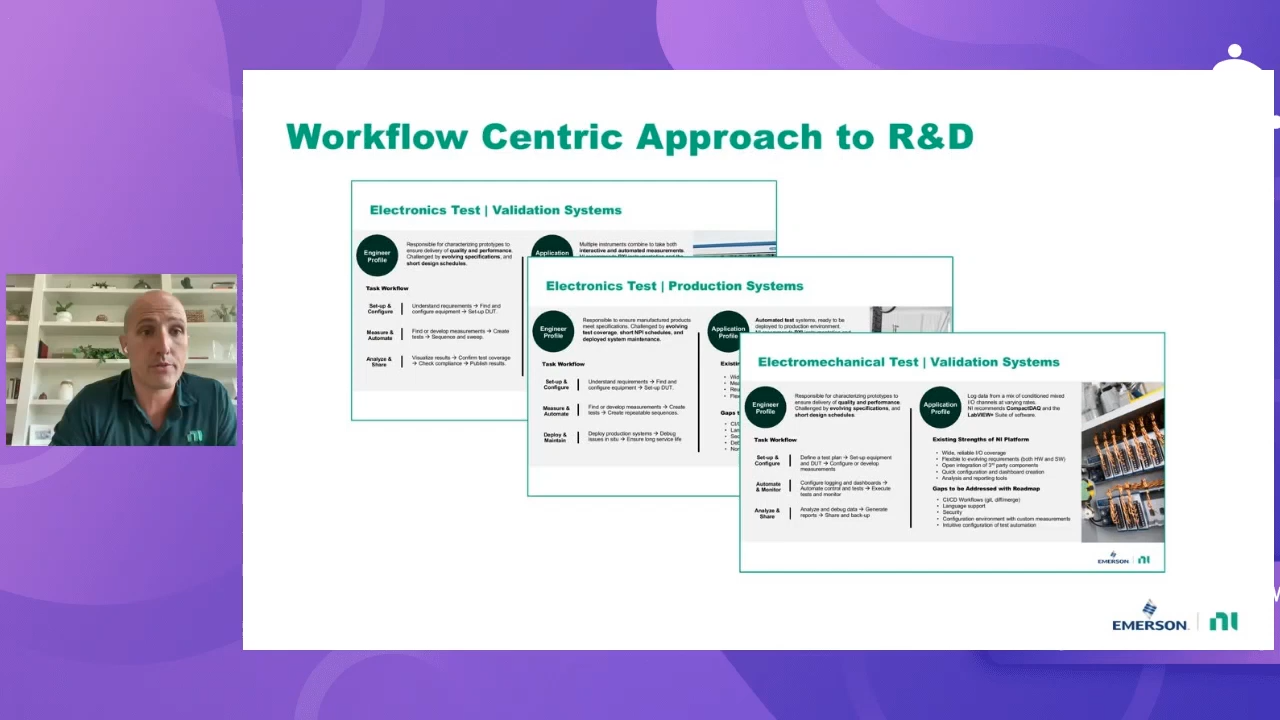 Workflow Centric Approach to R&D
Electronics Test | Validation Systems
Engineer
Profile
Responsible for characterizing prototypes to
ensure delivery of quality and performance.
Challenged by evolving specifications, and
short design schedules.
Application
Multiple instruments combine to take both
interactive and automated measurements.
Task Workflow
Set-up &
Configure
Understand requirements → Find and
configure equipment → Set-up DUT.
Measure &
Automate
Find or develop measurements → Create
tests → Sequence and sweep.
Analyze &
Share
Visualize results → Confirm test coverage
→ Check compliance → Publish results.
Electronics Test | Production Systems
Engineer
Profile
Responsible to ensure manufactured products
meet specifications. Challenged by evolving
test coverage, short NPI schedules, and
deployed system maintenance.
Application
Profile
Automated test systems, ready to be
deployed to production environment.
Task Workflow
Set-up &
Configure
Understand requirements → Find and
configure equipment → Set-up DUT.
Measure &
Automate
Find or develop measurements → Create
tests → Create repeatable sequences.
Deploy &
Maintain
Deploy production systems → Debug
issues in situ → Ensure long service life
Electromechanical Test | Validation Systems
Engineer
Profile
Responsible for characterizing prototypes to
ensure delivery of quality and performance.
Challenged by evolving specifications, and
short design schedules.
Application
Profile
Log data from a mix of conditioned mixed
I/O channels at varying rates.
NI recommends CompactDAQ and the
LabVIEW+ Suite of software.
Task Workflow
Set-up &
Configure
Define a test plan → Set-up equipment
and DUT → Configure or develop
measurements
Automate
& Monitor
Configure logging and dashboards →
Automate control and tests → Execute
tests and monitor
Analyze &
Share
Analyze and debug data → Generate
reports → Share and back-up
Existing Strengths of NI Platform
• Wide, reliable I/O coverage
• Flexible to evolving requirements (both HW and SW)
• Open integration of 3rd party components
• Quick configuration and dashboard creation
• Analysis and reporting tools
Gaps to be Addressed with Roadmap
• CI/CD Workflows (git, diff/merge)
• Language support
• Security
• Configuration environment with custom measurements
• Intuitive configuration of test automation
EMERSON | ni
EMERSON | ni